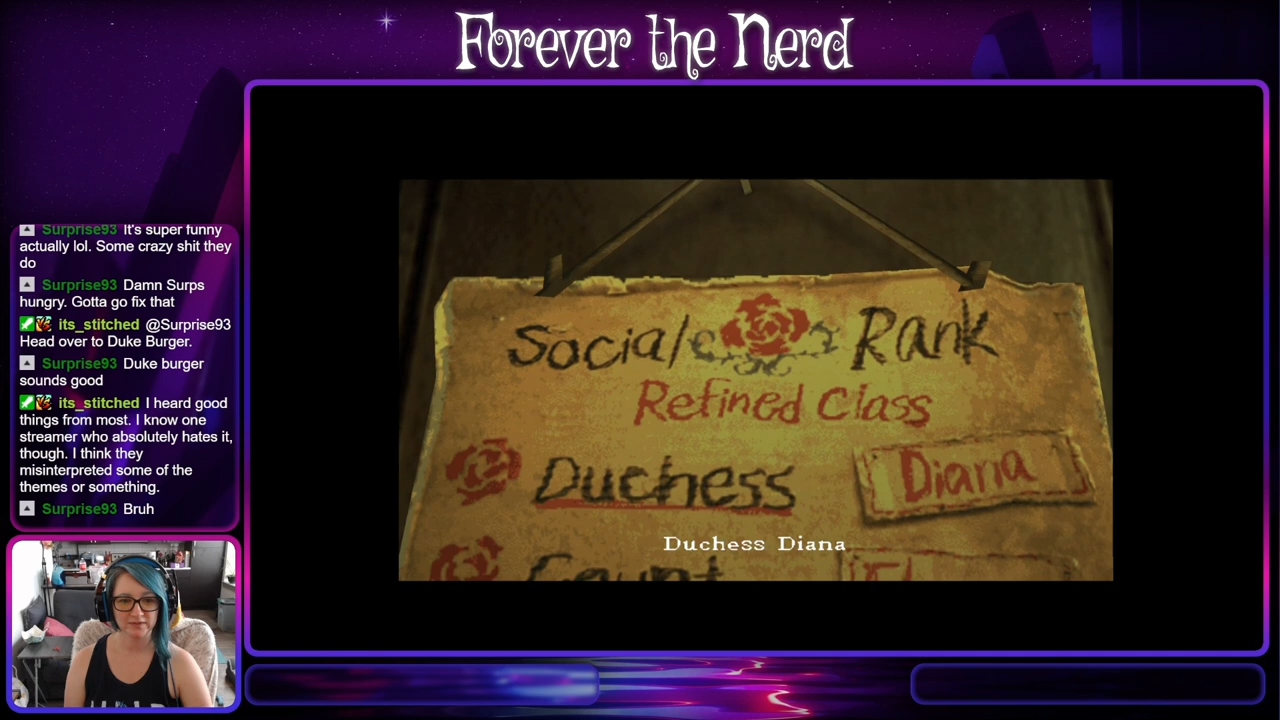 Forever the Nerd
Surprise93 It's super funny
actually lol. Some crazy shit they
do
Surprise93 Damn Surps
hungry. Gotta go fix that
its_stitched @Surprise93
Head over to Duke Burger.
Surprise93 Duke burger
sounds good
its_stitched I heard good
things from most. I know one
streamer who absolutely hates it,
though. I think they
misinterpreted some of the
themes or something.
Surprise93 Bruh
Social Rank
Refined Class
Duchess Diana
Duchess Diana
Count